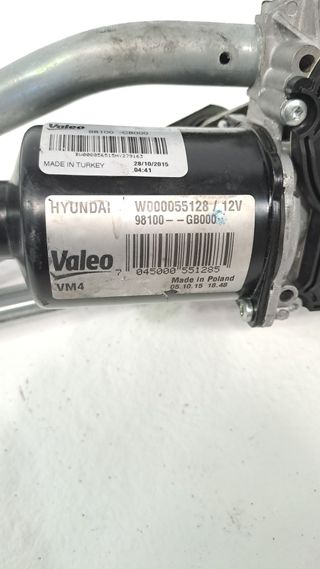 Valeo 98100 -GB000
MADE IN TURKEY 28/10/2015
04:41
HYUNDAI W000055128 / 12V
98100 -- GB000
Valeo
7 045000 551285
VM4 Made in Poland
05.10.15 18.48